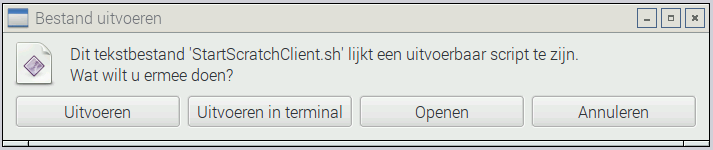 Bestand uitvoeren
Dit tekstbestand 'StartScratchClient.sh' lijkt een uitvoerbaar script te zijn.
Wat wilt u ermee doen?
Uitvoeren
Uitvoeren in terminal
Openen
Annuleren